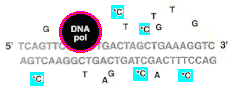 °C T T
G DNA °C T G G
pol
5' TCAGTTC TGACTAGCTGAAAGGTC 3'
AGTCAAGGCTGACTGATCGACTTTCCAG
°C T A G °C A °C